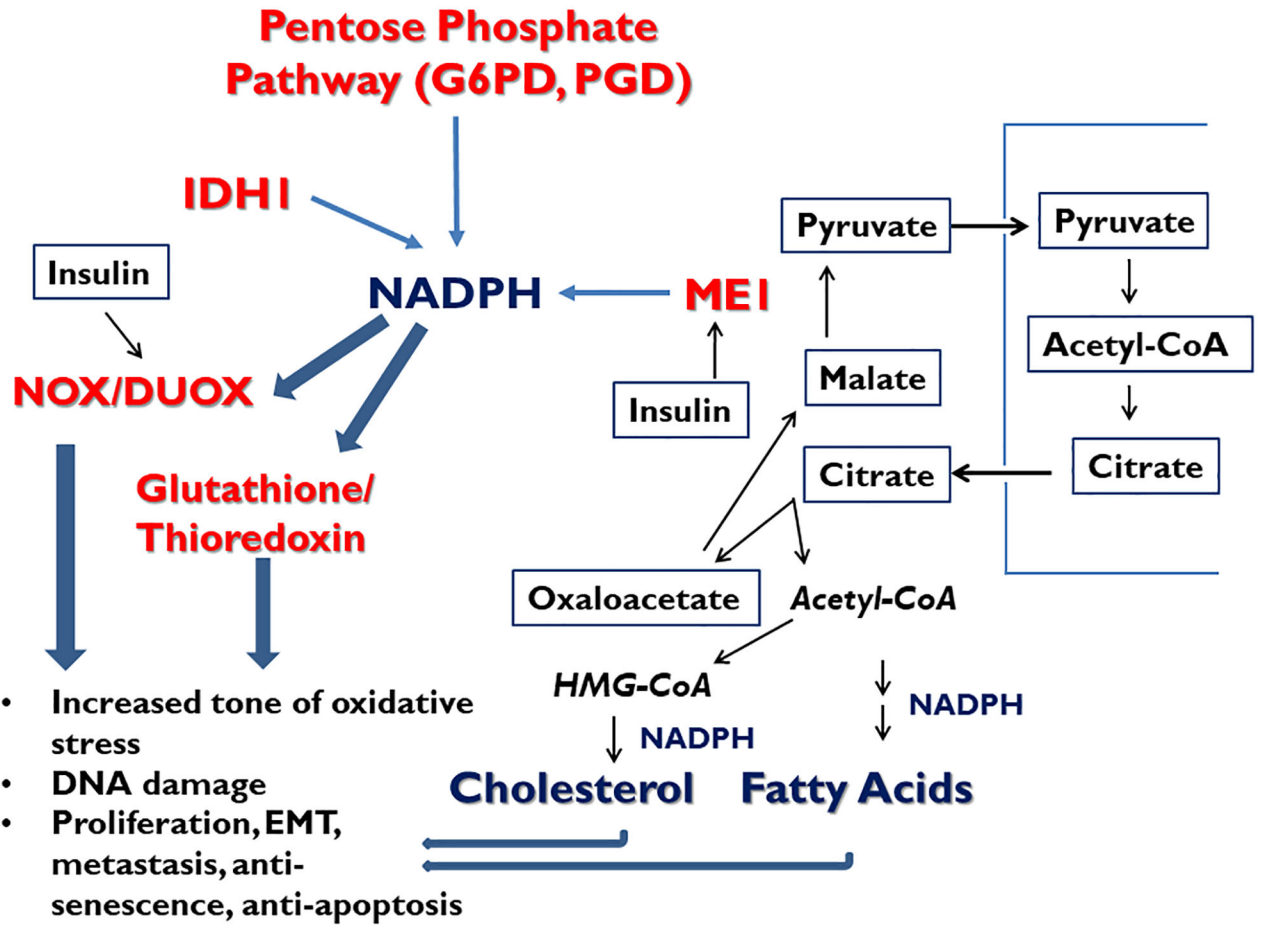 Pentose Phosphate
Pathway (G6PD, PGD)
IDH1
Insulin
NADPH
ME1
Pyruvate
Pyruvate
Acetyl-CoA
NOX/DUOX
Insulin
Malate
Citrate
Citrate
Glutathione/
Thioredoxin
Oxaloacetate
Acetyl-CoA
HMG-CoA
NADPH
NADPH
Cholesterol
Fatty Acids
• Increased tone of oxidative
stress
• DNA damage
• Proliferation, EMT,
metastasis, anti-
senescence, anti-apoptosis